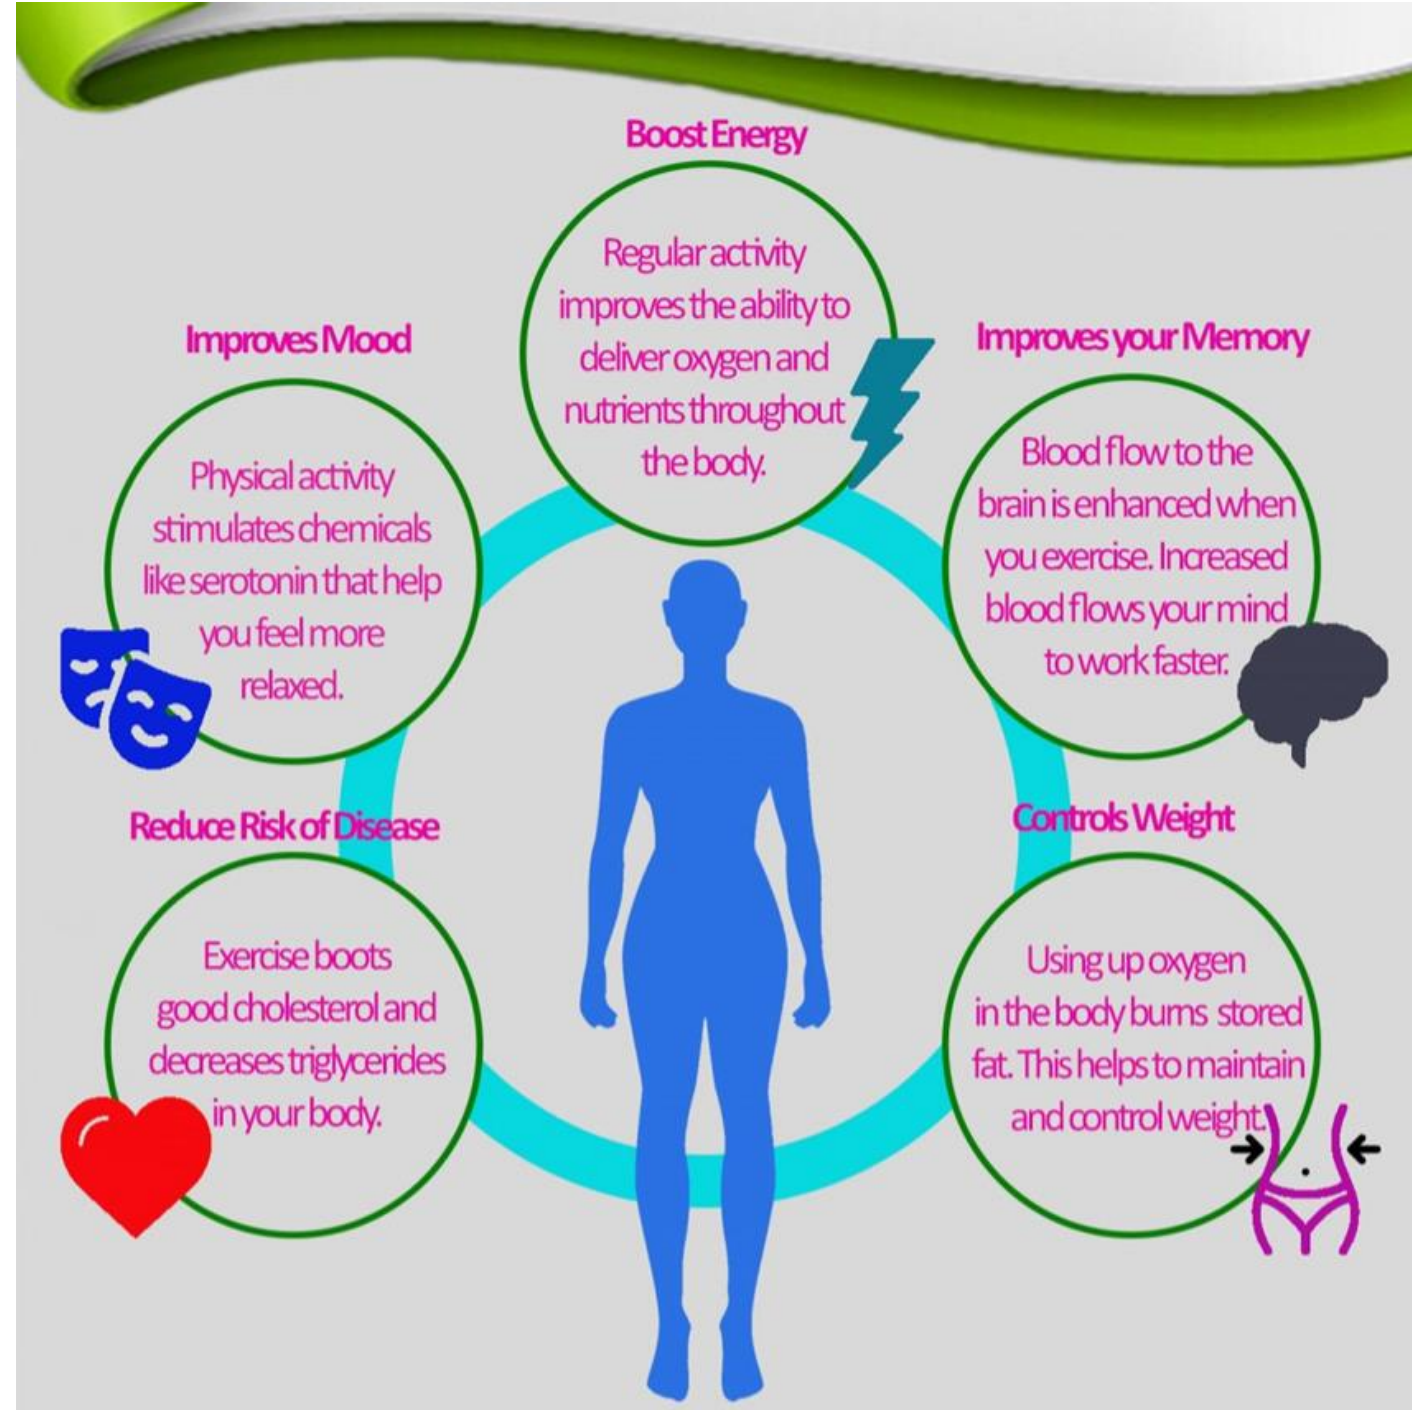 Boost Energy
Regular activity
improves the ability to
deliver oxygen and
nutrients throughout
the body.
Improves Mood
Physical activity
stimulates chemicals
like serotonin that help
you feel more
relaxed.
Improves your Memory
Blood flow to the
brain is enhanced when
you exercise. Increased
blood flows your mind
to work faster.
Reduce Risk of Disease
Exercise boots
good cholesterol and
decreases triglycerides
in your body.
Controls Weight
Using up oxygen
in the body burns stored
fat. This helps to maintain
and control weight.